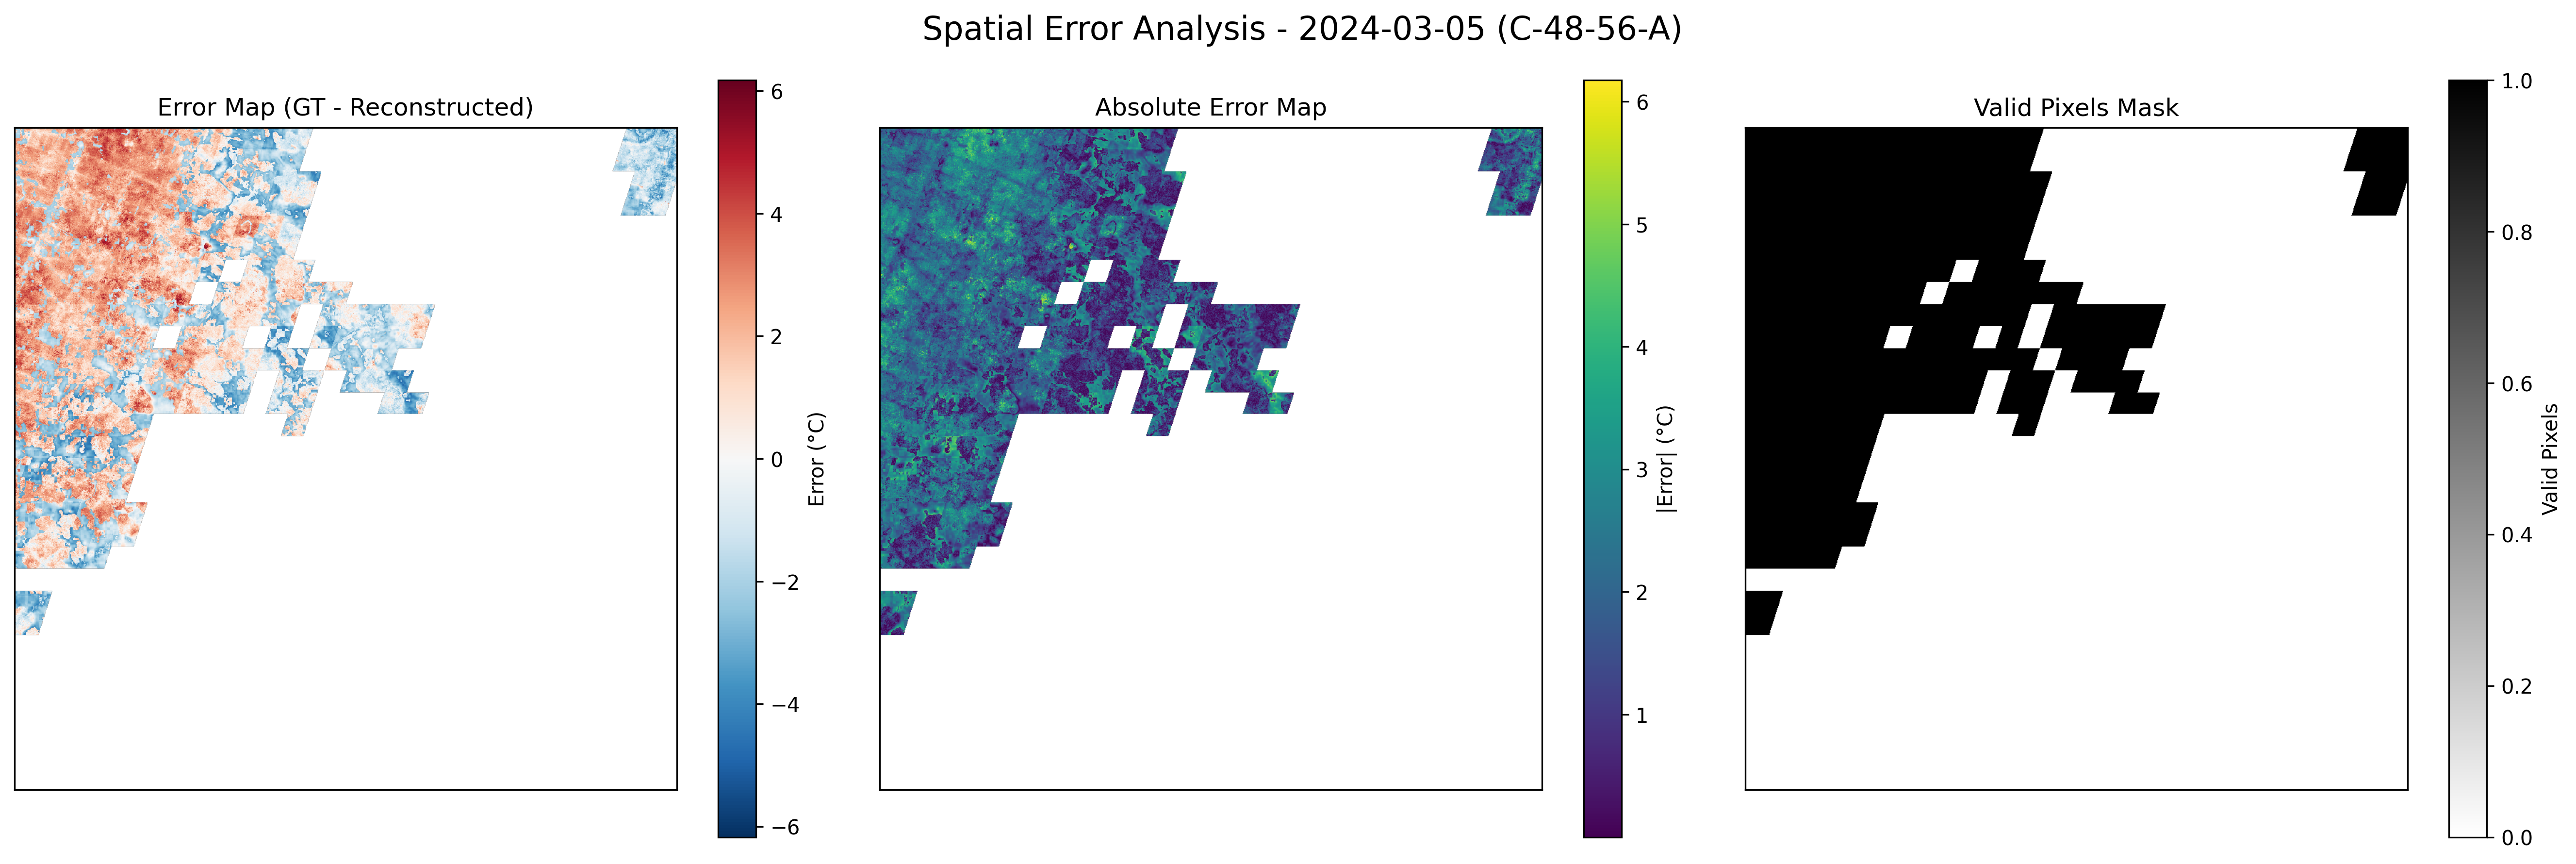 Spatial Error Analysis - 2024-03-05 (C-48-56-A)
Error Map (GT - Reconstructed)
6
4
2
0
−2
−4
−6
Error (°C)
Absolute Error Map
6
5
4
3
2
1
|Error| (°C)
Valid Pixels Mask
1.0
0.8
0.6
0.4
0.2
0.0
Valid Pixels